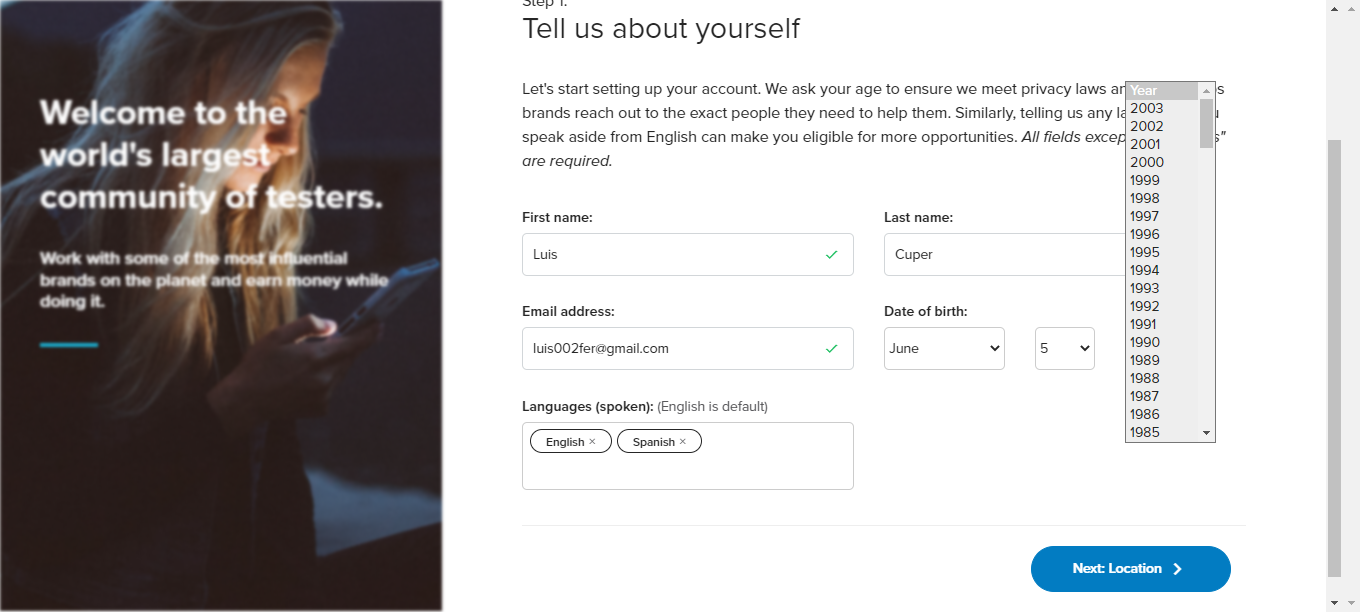 Welcome to the
world's largest
community of testers.
Work with some of the most influential
brands on the planet and earn money while
doing it.
Step 1:
Tell us about yourself
Let's start setting up your account. We ask your age to ensure we meet privacy laws
brands reach out to the exact people they need to help them. Similarly, telling us any
speak aside from English can make you eligible for more opportunities. All fields
are required.
First name:
Last name:
Luis
Cuper
Email address:
Date of birth:
luis002fer@gmail.com
June
5
Year
2003
2002
2001
2000
1999
1998
1997
1996
1995
1994
1993
1992
1991
1990
1989
1988
1987
1986
1985
Languages (spoken): (English is default)
English × Spanish ×
Next: Location